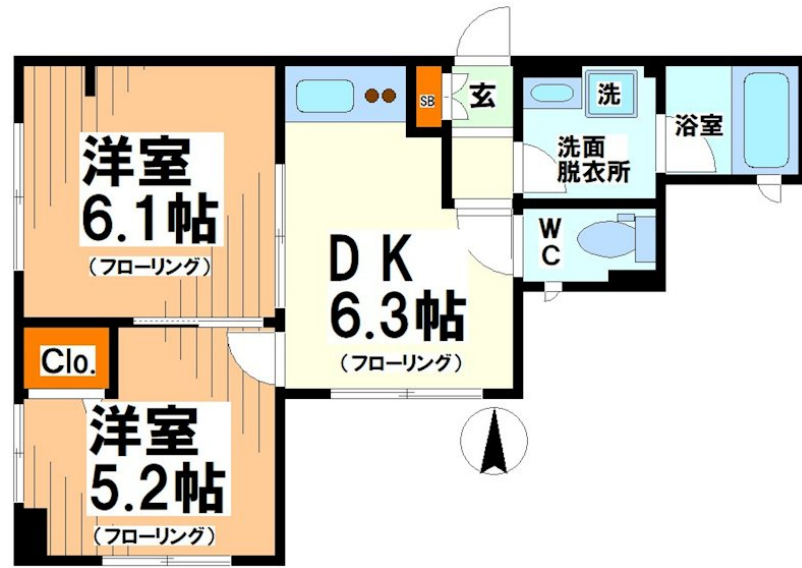 洋室
6.1帖
(フローリング)
SB
玄
洗
洗面
脱衣所
浴室
WC
DK
6.3帖
(フローリング)
Clo.
洋室
5.2帖
(フローリング)